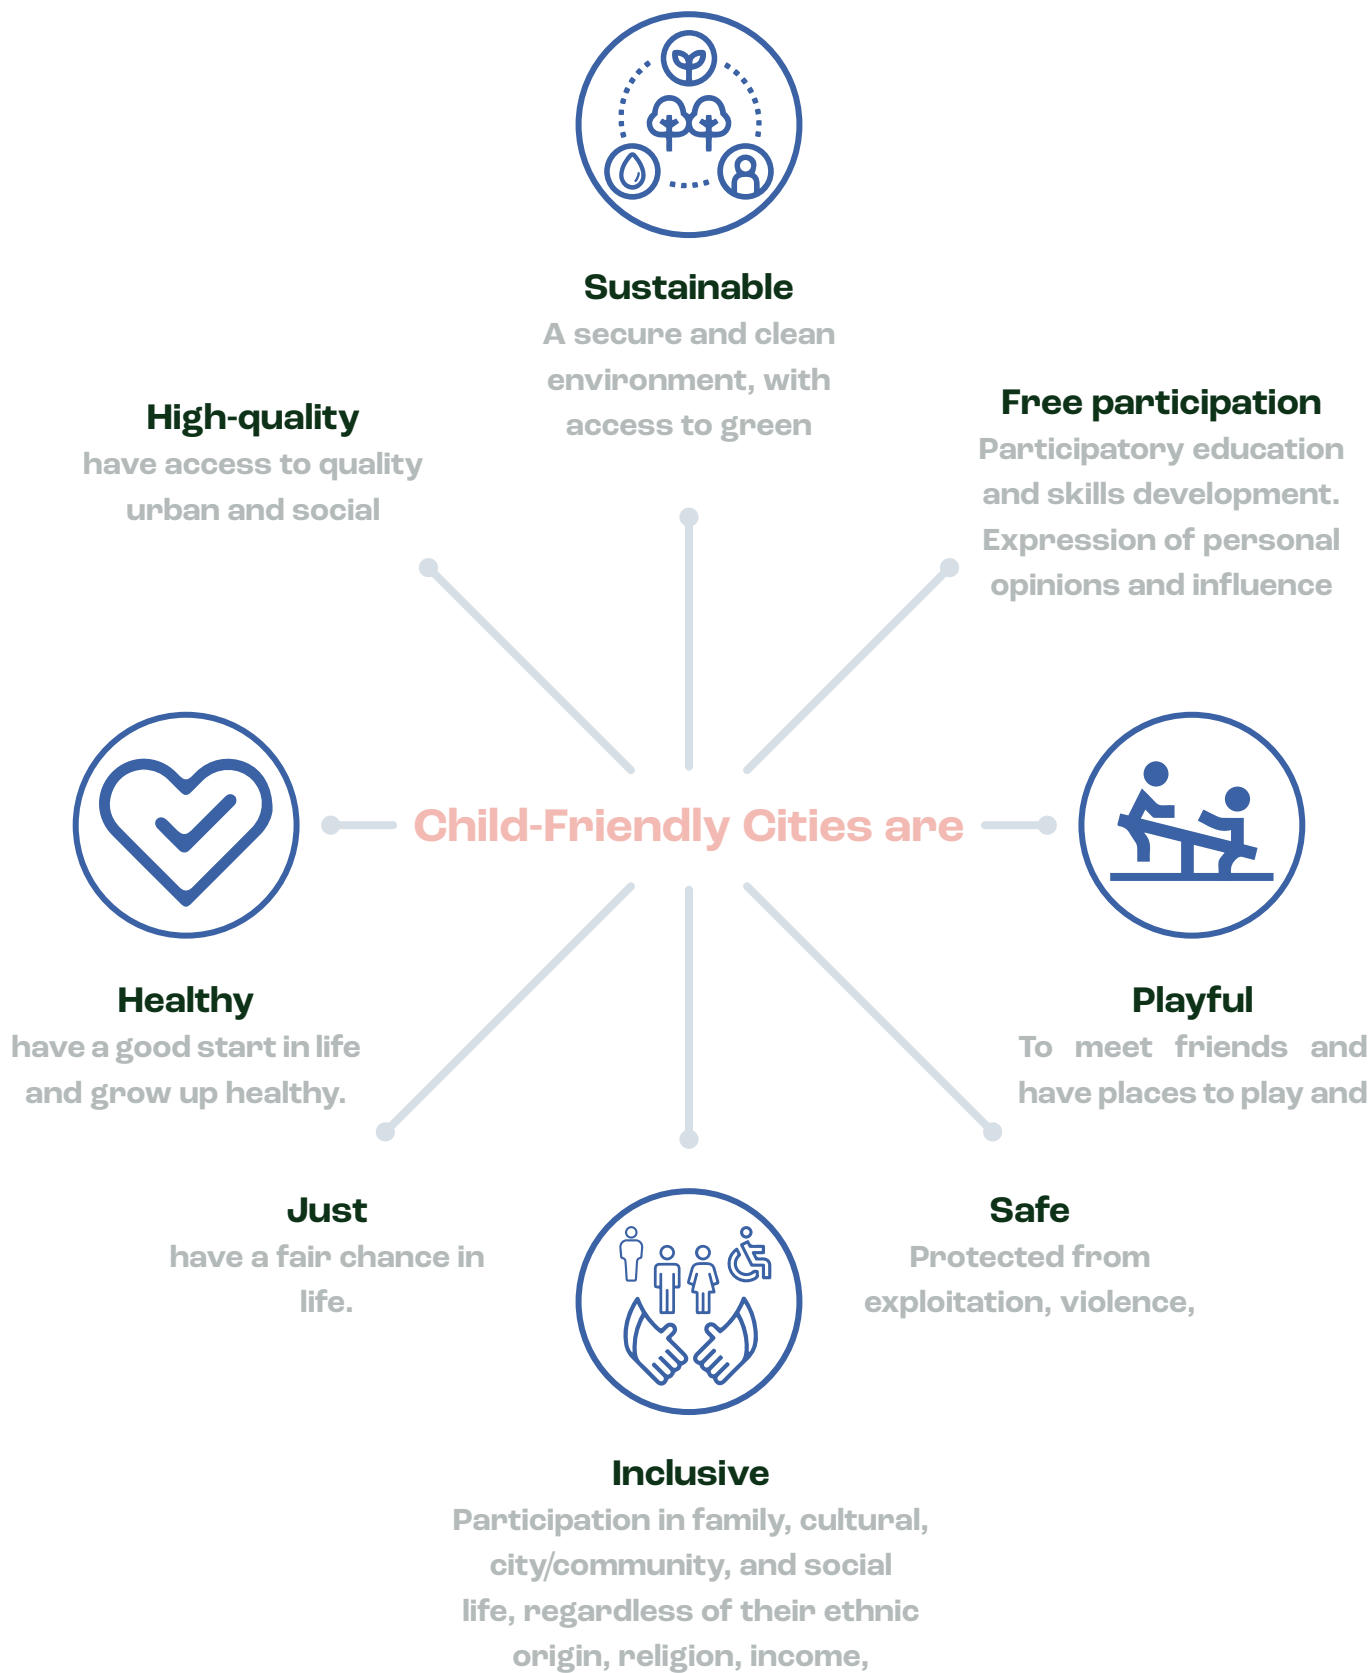 Sustainable
A secure and clean
environment, with
access to green
High-quality
have access to quality
urban and social
Free participation
Participatory education
and skills development.
Expression of personal
opinions and influence
Child-Friendly Cities are
Healthy
have a good start in life
and grow up healthy.
Playful
To meet friends and
have places to play and
Just
have a fair chance in
life.
Safe
Protected from
exploitation, violence,
Inclusive
Participation in family, cultural,
city/community, and social
life, regardless of their ethnic
origin, religion, income,